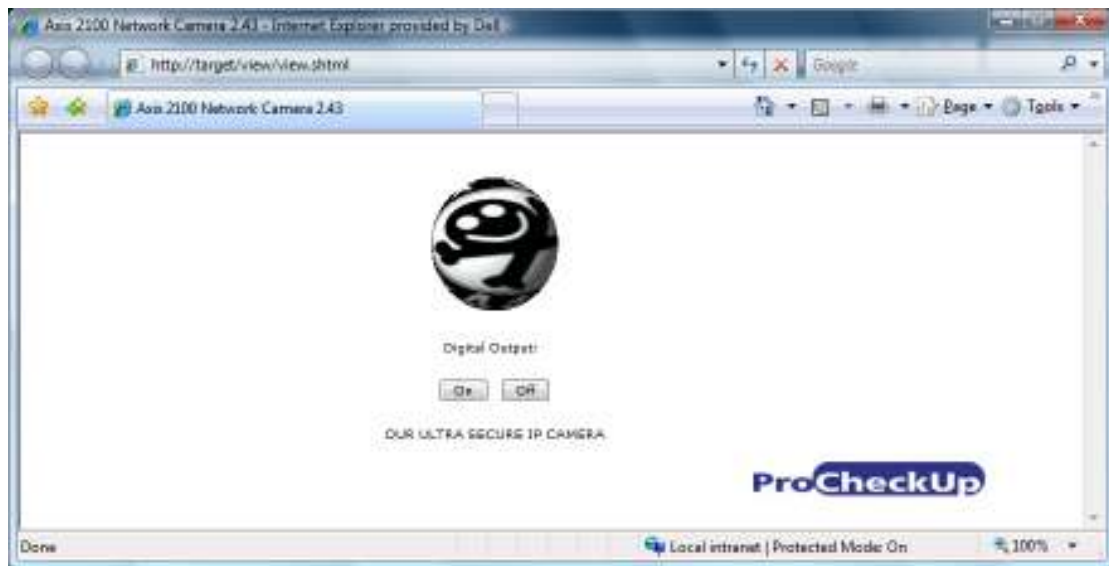 Axis 2100 Network Camera 2.43 - Internet Explorer provided by Dell
http://target/view/view.shtml
Google
Axis 2100 Network Camera 2.43
Page
Tools
Digital Output:
On Off
OUR ULTRA SECURE IP CAMERA
ProCheckUp
Done
Local intranet | Protected Mode: On
100%